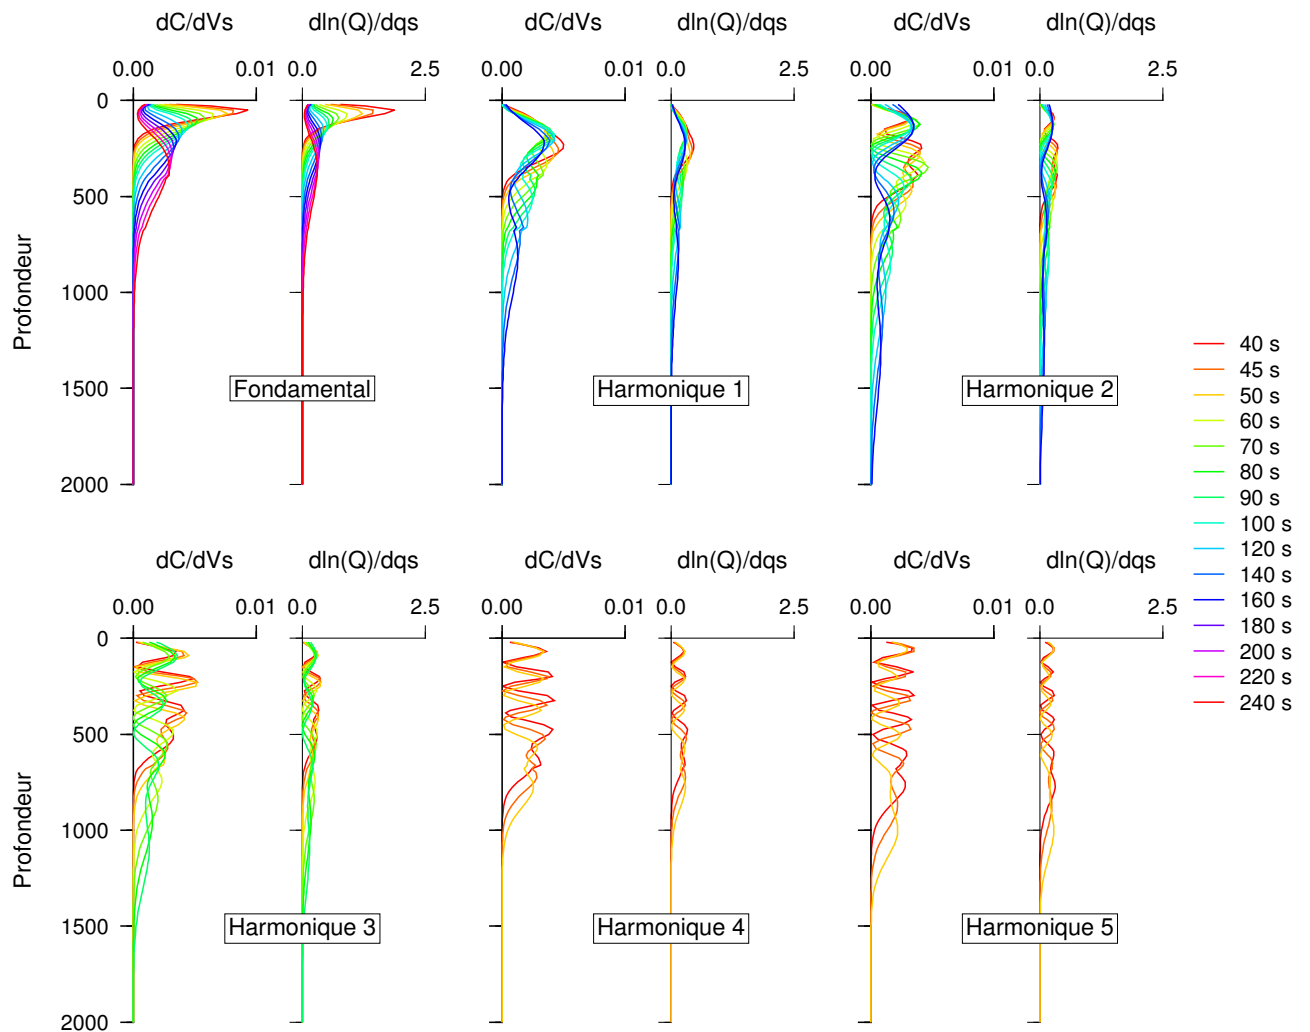 dC/dVs dln(Q)/dqs dC/dVs dln(Q)/dqs dC/dVs dln(Q)/dqs
0.00 0.01 0.0 2.5 0.00 0.01 0.0 2.5 0.00 0.01 0.0 2.5
0
500
1000
1500
2000
Profondeur
Fondamental
Harmonique 1
Harmonique 2
dC/dVs dln(Q)/dqs dC/dVs dln(Q)/dqs dC/dVs dln(Q)/dqs
0.00 0.01 0.0 2.5 0.00 0.01 0.0 2.5 0.00 0.01 0.0 2.5
0
500
1000
1500
2000
Profondeur
Harmonique 3
Harmonique 4
Harmonique 5
40 s
45 s
50 s
60 s
70 s
80 s
90 s
100 s
120 s
140 s
160 s
180 s
200 s
220 s
240 s